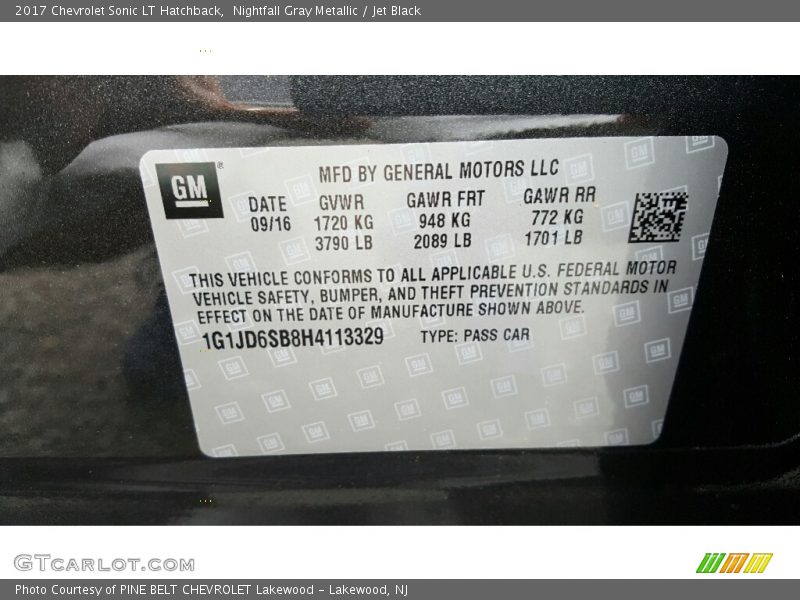 2017 Chevrolet Sonic LT Hatchback, Nightfall Gray Metallic / Jet Black
GM®
MFD BY GENERAL MOTORS LLC
DATE GVWR GAWR FRT GAWR RR
09/16 1720 KG 948 KG 772 KG
3790 LB 2089 LB 1701 LB
THIS VEHICLE CONFORMS TO ALL APPLICABLE U.S. FEDERAL MOTOR
VEHICLE SAFETY, BUMPER, AND THEFT PREVENTION STANDARDS IN
EFFECT ON THE DATE OF MANUFACTURE SHOWN ABOVE.
1G1JD6SB8H4113329 TYPE: PASS CAR
GTCARLOT.COM
Photo Courtesy of PINE BELT CHEVROLET Lakewood - Lakewood, NJ